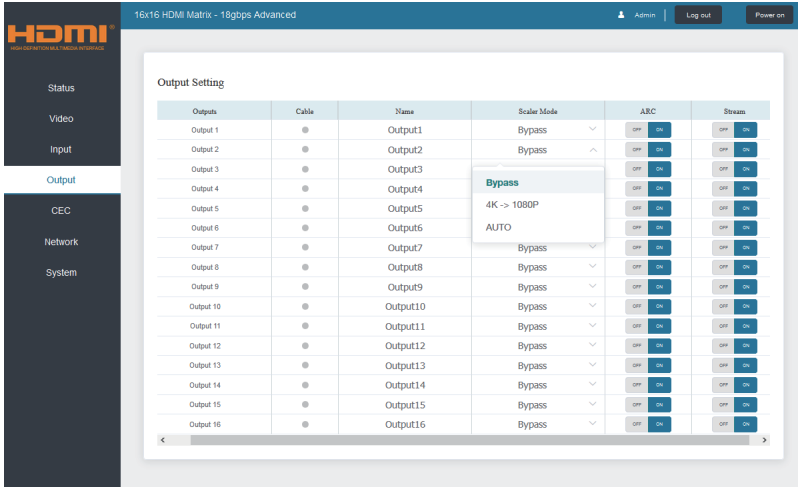 16x16 HDMI Matrix - 18gbps Advanced Admin Log out Power on
HDMI®
HIGH-DEFINITION MULTIMEDIA INTERFACE
Status
Video
Input
Output
CEC
Network
System
Output Setting
Outputs Cable Name Scaler Mode ARC Stream
Output 1 Output1 Bypass OFF ON OFF ON
Output 2 Output2 Bypass OFF ON OFF ON
Output 3 Output3 OFF ON OFF ON
Output 4 Output4 OFF ON OFF ON
Output 5 Output5 OFF ON OFF ON
Output 6 Output6 OFF ON OFF ON
Bypass
4K -> 1080P
AUTO
Output 7 Output7 Bypass OFF ON OFF ON
Output 8 Output8 Bypass OFF ON OFF ON
Output 9 Output9 Bypass OFF ON OFF ON
Output 10 Output10 Bypass OFF ON OFF ON
Output 11 Output11 Bypass OFF ON OFF ON
Output 12 Output12 Bypass OFF ON OFF ON
Output 13 Output13 Bypass OFF ON OFF ON
Output 14 Output14 Bypass OFF ON OFF ON
Output 15 Output15 Bypass OFF ON OFF ON
Output 16 Output16 Bypass OFF ON OFF ON